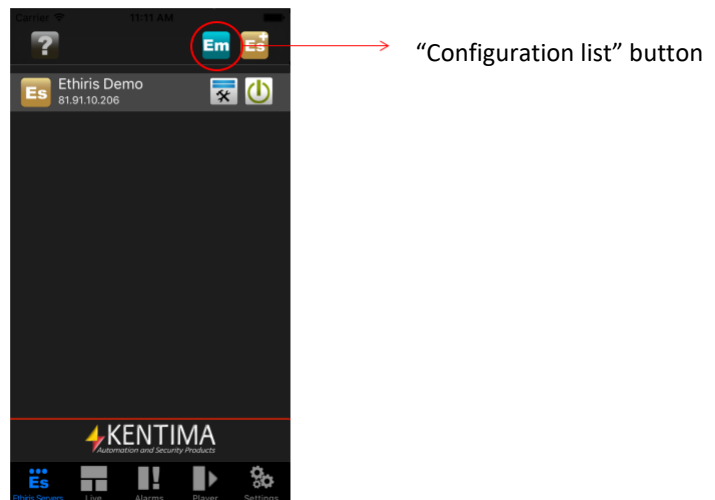 Carrier 11:11 AM
?
Em
Es+
“Configuration list” button
Es
Ethiris Demo
81.91.10.206
KENTIMA
Automation and Security Products
Es
Ethiris Servers Live Alarms Player Settings